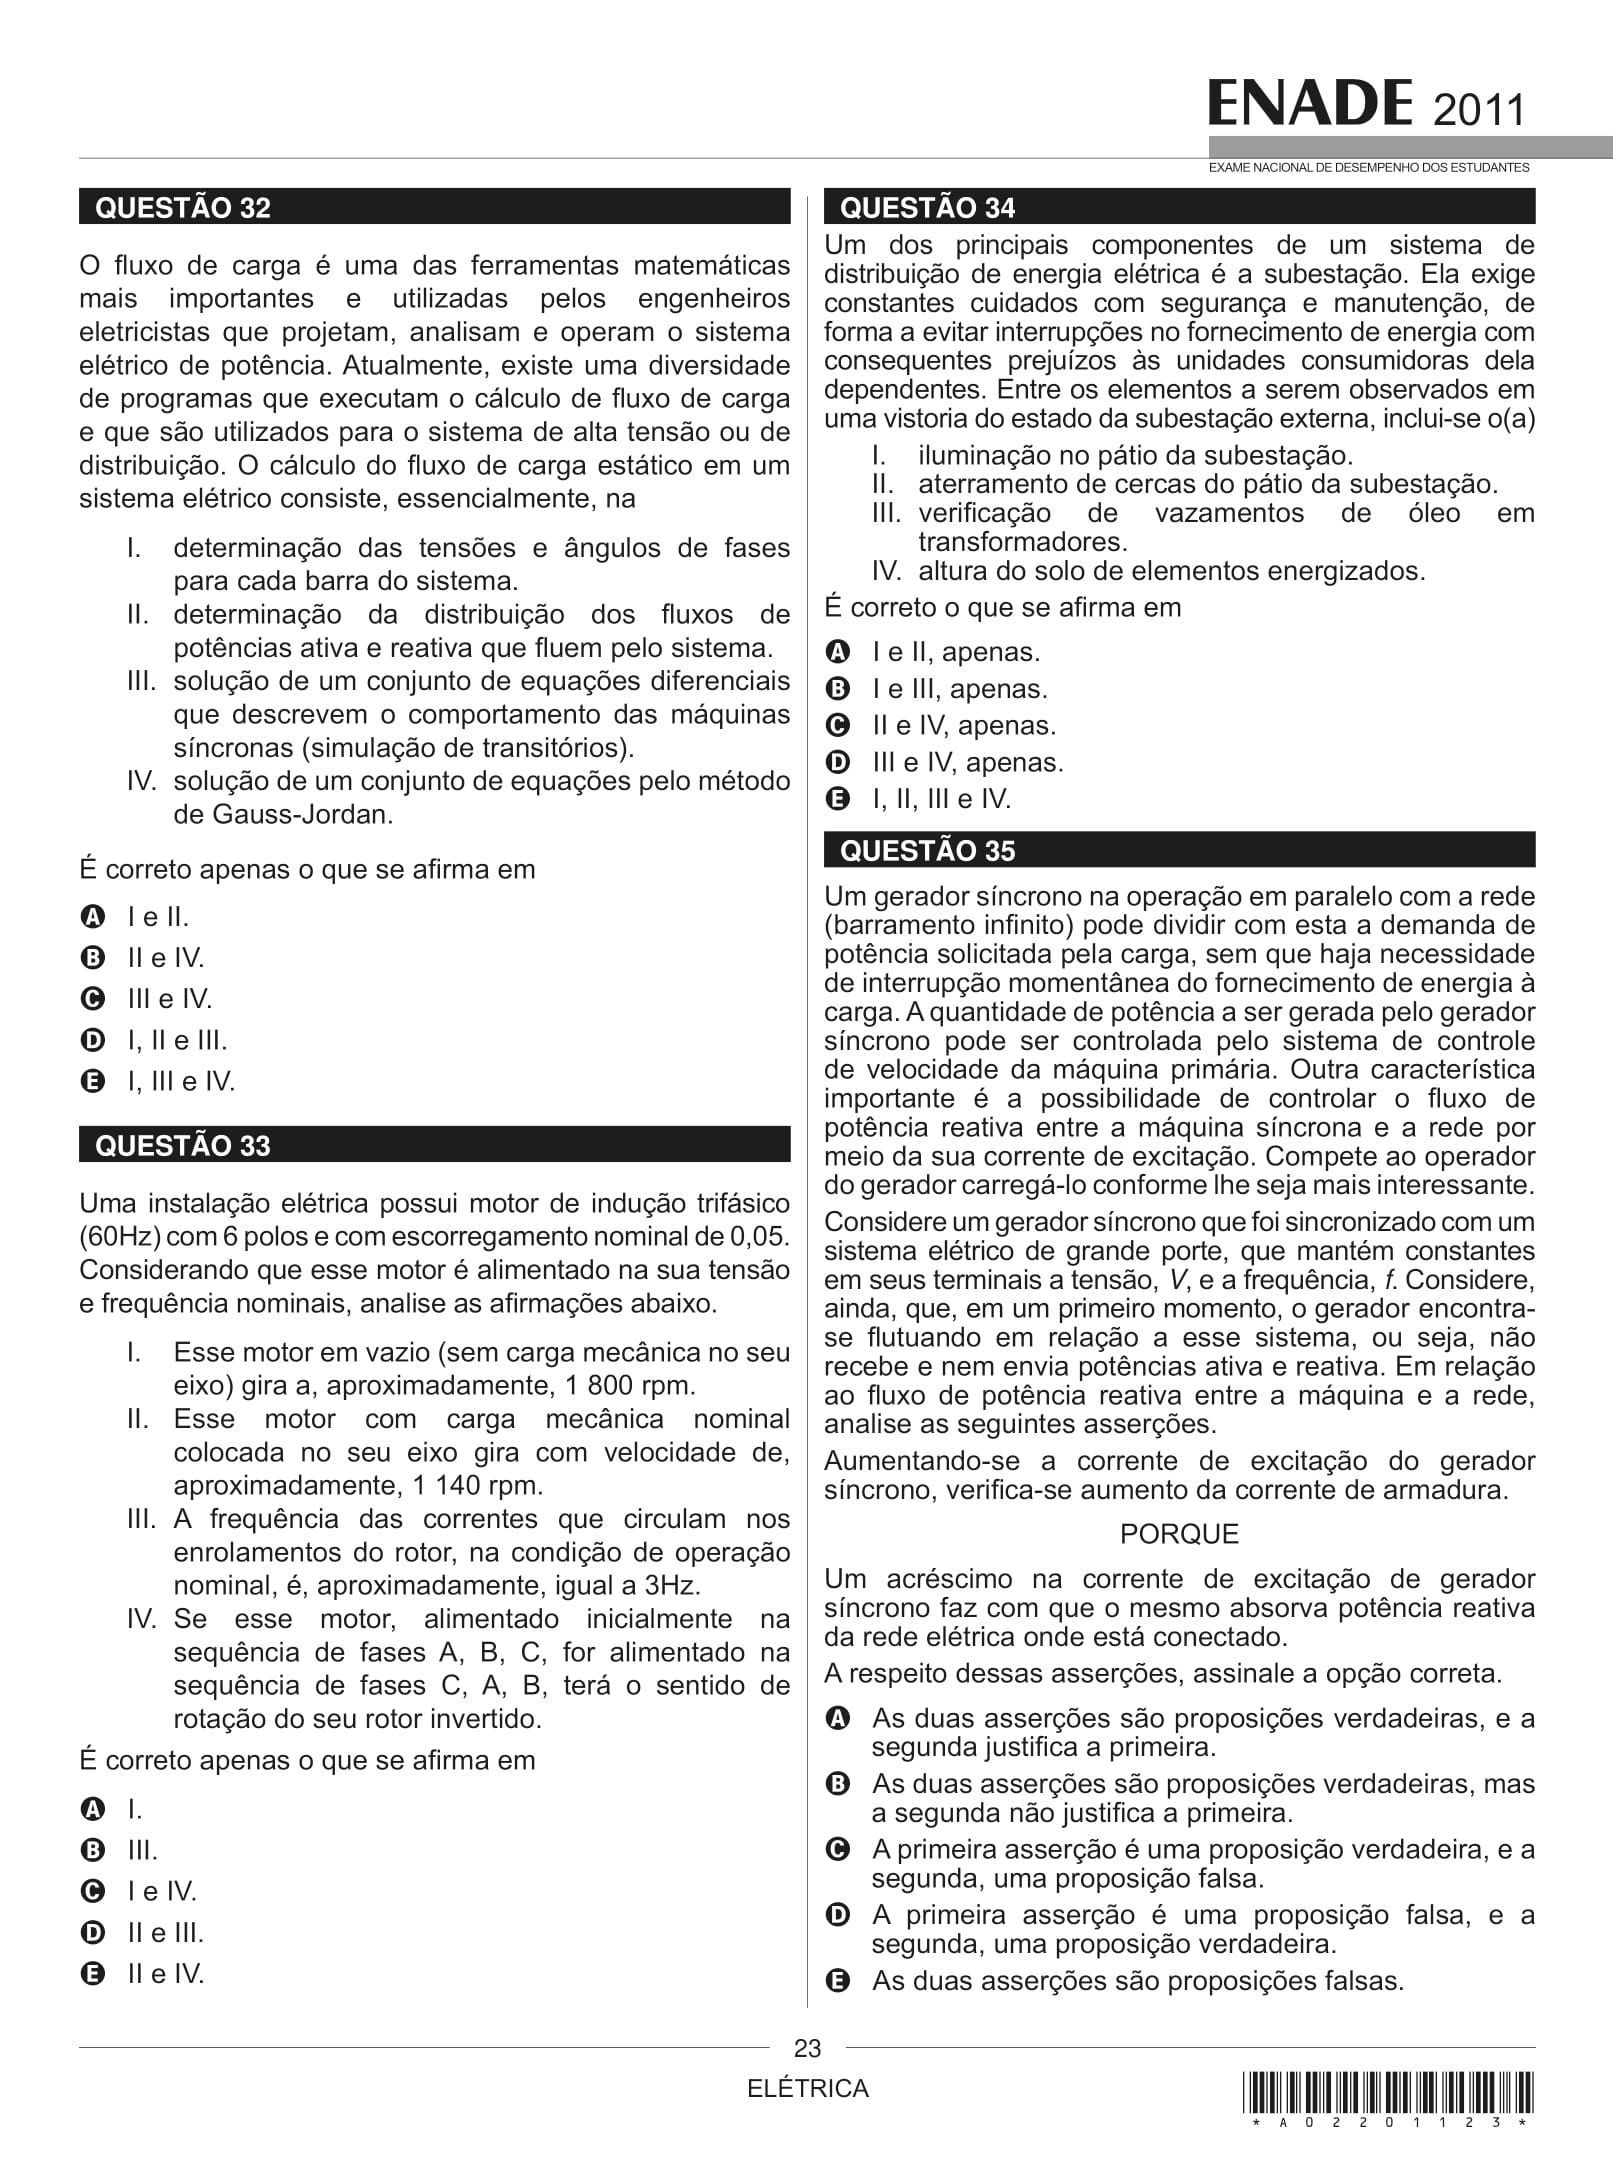 ENADE 2011
EXAME NACIONAL DE DESEMPENHO DOS ESTUDANTES
QUESTÃO 32
O fluxo de carga é uma das ferramentas matemáticas
mais importantes e utilizadas pelos engenheiros
eletricistas que projetam, analisam e operam o sistema
elétrico de potência. Atualmente, existe uma diversidade
de programas que executam o cálculo de fluxo de carga
e que são utilizados para o sistema de alta tensão ou de
distribuição. O cálculo do fluxo de carga estático em um
sistema elétrico consiste, essencialmente, na
I. determinação das tensões e ângulos de fases
para cada barra do sistema.
II. determinação da distribuição dos fluxos de
potências ativa e reativa que fluem pelo sistema.
III. solução de um conjunto de equações diferenciais
que descrevem o comportamento das máquinas
síncronas (simulação de transitórios).
IV. solução de um conjunto de equações pelo método
de Gauss-Jordan.
É correto apenas o que se afirma em
A I e II.
B II e IV.
C III e IV.
D I, II e III.
E I, III e IV.
QUESTÃO 33
Uma instalação elétrica possui motor de indução trifásico
(60Hz) com 6 polos e com escorregamento nominal de 0,05.
Considerando que esse motor é alimentado na sua tensão
e frequência nominais, analise as afirmações abaixo.
I. Esse motor em vazio (sem carga mecânica no seu
eixo) gira a, aproximadamente, 1 800 rpm.
II. Esse motor com carga mecânica nominal
colocada no seu eixo gira com velocidade de,
aproximadamente, 1 140 rpm.
III. A frequência das correntes que circulam nos
enrolamentos do rotor, na condição de operação
nominal, é, aproximadamente, igual a 3Hz.
IV. Se esse motor, alimentado inicialmente na
sequência de fases A, B, C, for alimentado na
sequência de fases C, A, B, terá o sentido de
rotação do seu rotor invertido.
É correto apenas o que se afirma em
A I.
B III.
C I e IV.
D II e III.
E II e IV.
QUESTÃO 34
Um dos principais componentes de um sistema de
distribuição de energia elétrica é a subestação. Ela exige
constantes cuidados com segurança e manutenção, de
forma a evitar interrupções no fornecimento de energia com
consequentes prejuízos às unidades consumidoras dela
dependentes. Entre os elementos a serem observados em
uma vistoria do estado da subestação externa, inclui-se o(a)
I. iluminação no pátio da subestação.
II. aterramento de cercas do pátio da subestação.
III. verificação de vazamentos de óleo em
transformadores.
IV. altura do solo de elementos energizados.
É correto o que se afirma em
A I e II, apenas.
B I e III, apenas.
C II e IV, apenas.
D III e IV, apenas.
E I, II, III e IV.
QUESTÃO 35
Um gerador síncrono na operação em paralelo com a rede
(barramento infinito) pode dividir com esta a demanda de
potência solicitada pela carga, sem que haja necessidade
de interrupção momentânea do fornecimento de energia à
carga. A quantidade de potência a ser gerada pelo gerador
síncrono pode ser controlada pelo sistema de controle
de velocidade da máquina primária. Outra característica
importante é a possibilidade de controlar o fluxo de
potência reativa entre a máquina síncrona e a rede por
meio da sua corrente de excitação. Compete ao operador
do gerador carregá-lo conforme lhe seja mais interessante.
Considere um gerador síncrono que foi sincronizado com um
sistema elétrico de grande porte, que mantém constantes
em seus terminais a tensão, V, e a frequência, f. Considere,
ainda, que, em um primeiro momento, o gerador encontra-
se flutuando em relação a esse sistema, ou seja, não
recebe e nem envia potências ativa e reativa. Em relação
ao fluxo de potência reativa entre a máquina e a rede,
analise as seguintes asserções.
Aumentando-se a corrente de excitação do gerador
síncrono, verifica-se aumento da corrente de armadura.
PORQUE
Um acréscimo na corrente de excitação de gerador
síncrono faz com que o mesmo absorva potência reativa
da rede elétrica onde está conectado.
A respeito dessas asserções, assinale a opção correta.
A As duas asserções são proposições verdadeiras, e a
segunda justifica a primeira.
B As duas asserções são proposições verdadeiras, mas
a segunda não justifica a primeira.
C A primeira asserção é uma proposição verdadeira, e a
segunda, uma proposição falsa.
D A primeira asserção é uma proposição falsa, e a
segunda, uma proposição verdadeira.
E As duas asserções são proposições falsas.
23
ELÉTRICA
*A02201123*